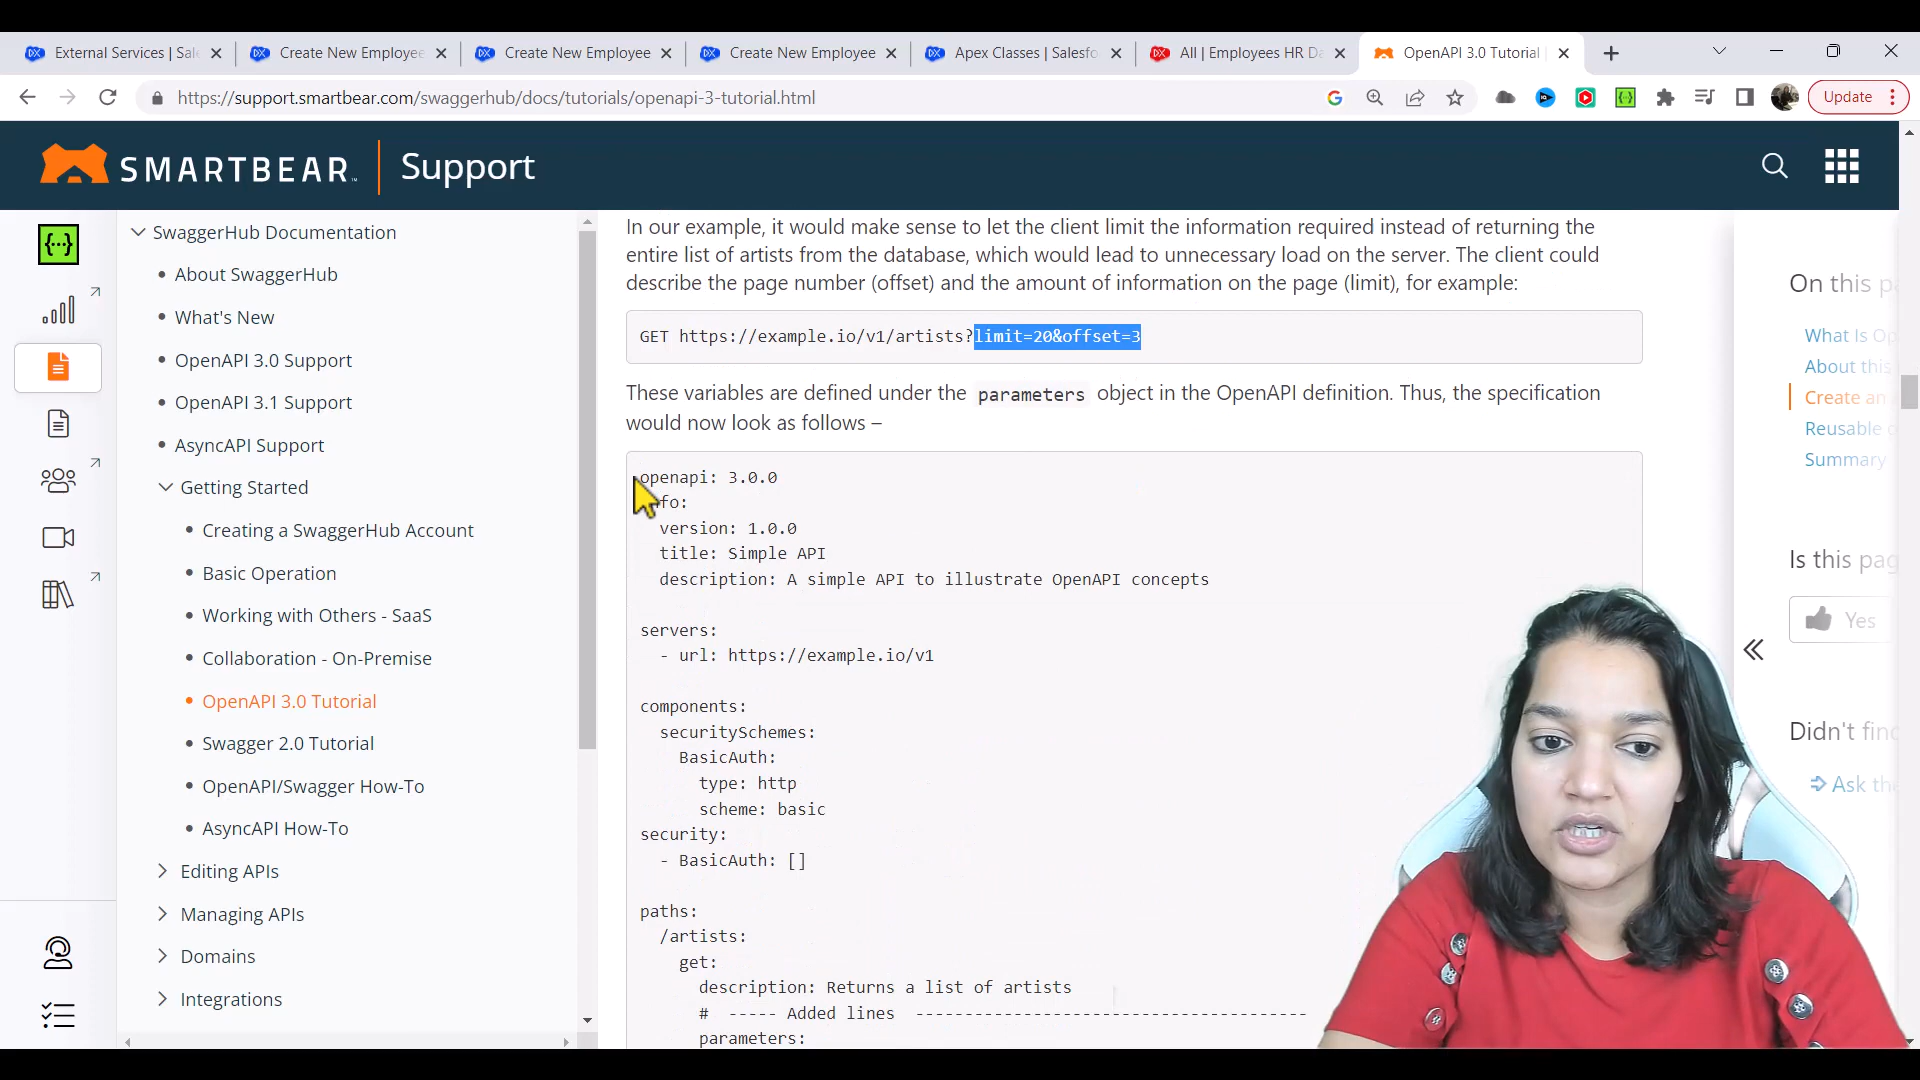 External Services | Sal
Create New Employee
Create New Employee
Create New Employee
Apex Classes | Salesfo
All | Employees HR Da
OpenAPI 3.0 Tutorial
https://support.smartbear.com/swaggerhub/docs/tutorials/openapi-3-tutorial.html
Update
SMARTBEAR
Support
SwaggerHub Documentation
About SwaggerHub
What's New
OpenAPI 3.0 Support
OpenAPI 3.1 Support
AsyncAPI Support
Getting Started
Creating a SwaggerHub Account
Basic Operation
Working with Others - SaaS
Collaboration - On-Premise
OpenAPI 3.0 Tutorial
Swagger 2.0 Tutorial
OpenAPI/Swagger How-To
AsyncAPI How-To
Editing APIs
Managing APIs
Domains
Integrations
In our example, it would make sense to let the client limit the information required instead of returning the
entire list of artists from the database, which would lead to unnecessary load on the server. The client could
describe the page number (offset) and the amount of information on the page (limit), for example:
GET https://example.io/v1/artists?limit=20&offset=3
These variables are defined under the parameters object in the OpenAPI definition. Thus, the specification
would now look as follows –
openapi: 3.0.0
fo:
version: 1.0.0
title: Simple API
description: A simple API to illustrate OpenAPI concepts
servers:
- url: https://example.io/v1
components:
securitySchemes:
BasicAuth:
type: http
scheme: basic
security:
- BasicAuth: []
paths:
/artists:
get:
description: Returns a list of artists
# ----- Added lines ----------------------------------------
parameters:
On this pa
What Is Op
About this
Create an
Reusable
Summary
Is this pag
Yes
Didn't find
Ask the